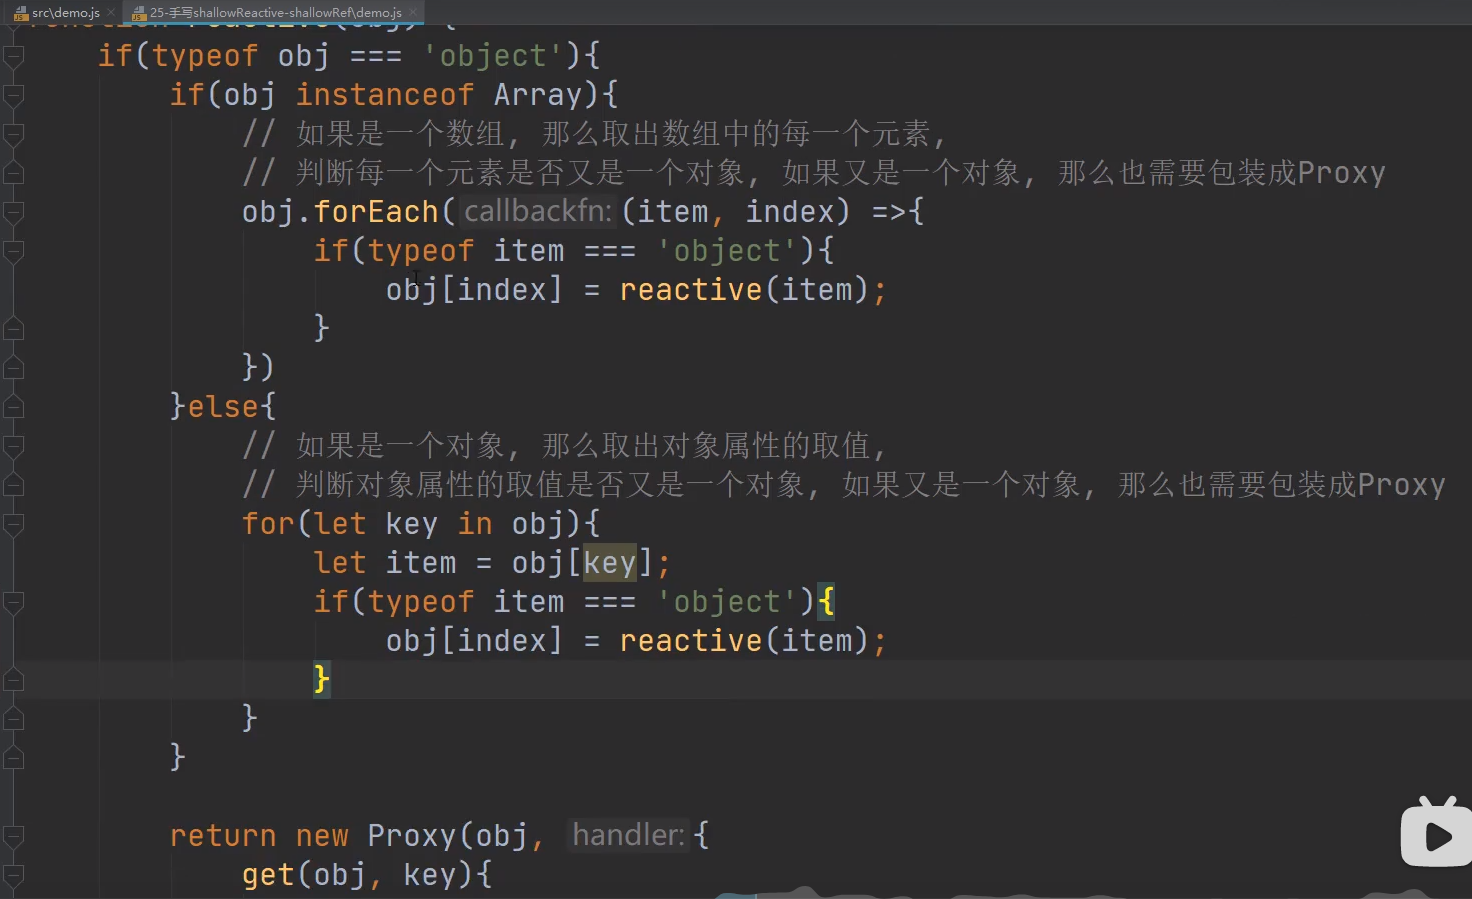 src\demo.js
25-手写shallowReactive-shallowRef\demo.js
if(typeof obj === 'object'){
if(obj instanceof Array){
// 如果是一个数组, 那么取出数组中的每一个元素,
// 判断每一个元素是否又是一个对象, 如果又是一个对象, 那么也需要包装成Proxy
obj.forEach( callbackfn: (item, index) =>{
if(typeof item === 'object'){
obj[index] = reactive(item);
}
})
}else{
// 如果是一个对象, 那么取出对象属性的取值,
// 判断对象属性的取值是否又是一个对象, 如果又是一个对象, 那么也需要包装成Proxy
for(let key in obj){
let item = obj[key];
if(typeof item === 'object'){
obj[index] = reactive(item);
}
}
}
return new Proxy(obj, handler: {
get(obj, key){